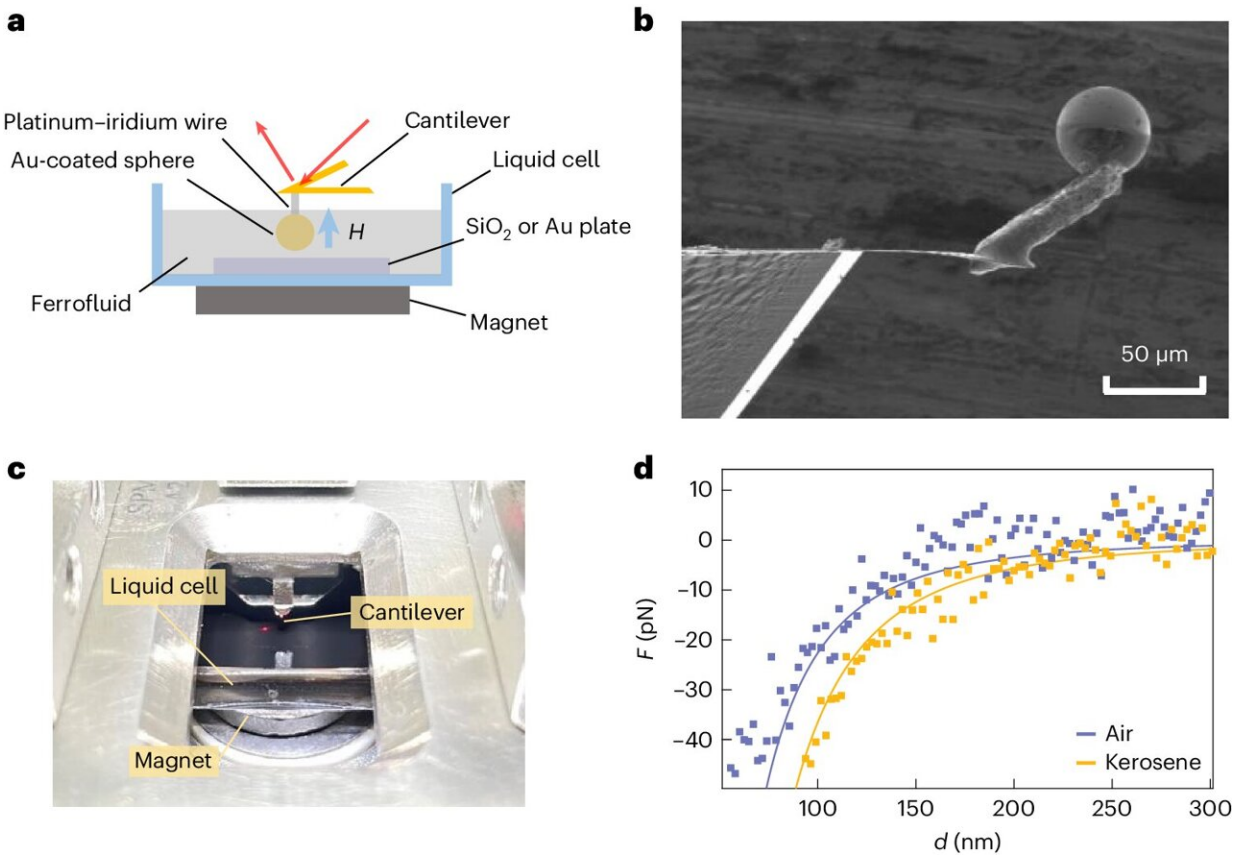 a
Platinum–iridium wire
Au-coated sphere
Ferrofluid
Cantilever
Liquid cell
H
SiO₂ or Au plate
Magnet
b
50 μm
c
Liquid cell
Cantilever
Magnet
d
10
0
−10
−20
−30
−40
F (pN)
Air
Kerosene
100
150
200
250
300
d (nm)